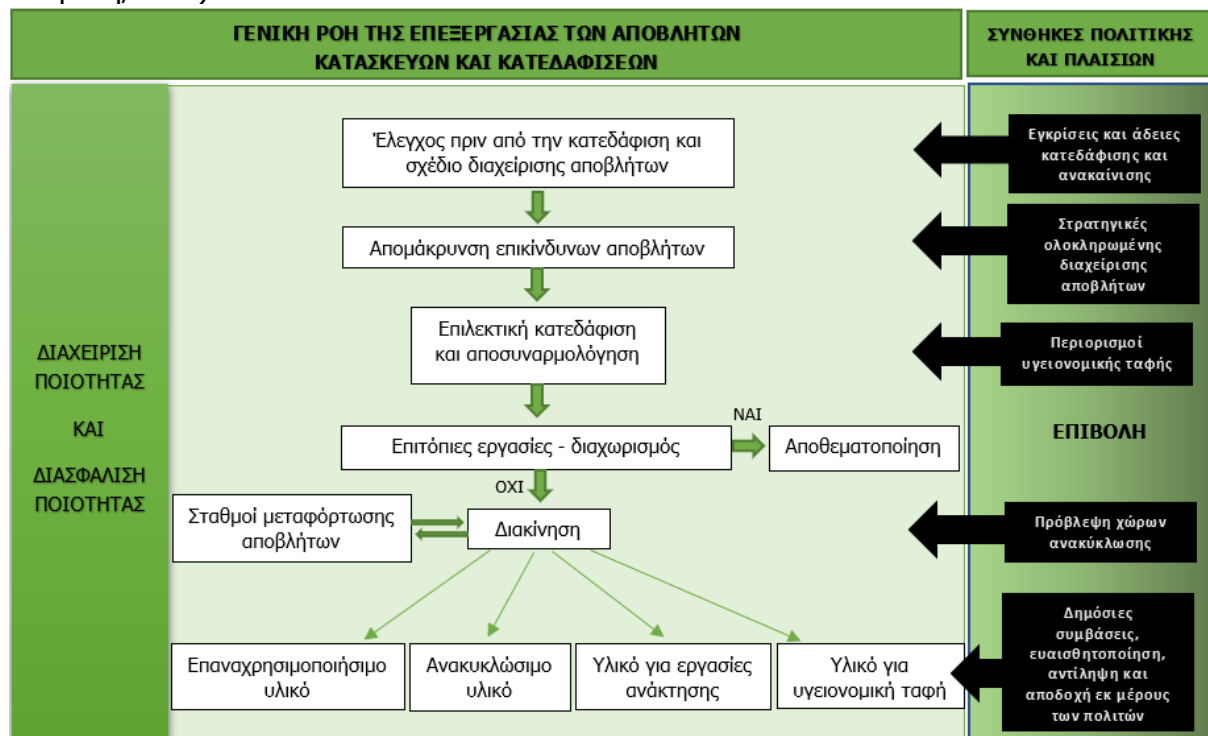 ΓΕΝΙΚΗ ΡΟΗ ΤΗΣ ΕΠΕΞΕΡΓΑΣΙΑΣ ΤΩΝ ΑΠΟΒΛΗΤΩΝ
ΚΑΤΑΣΚΕΥΩΝ ΚΑΙ ΚΑΤΕΔΑΦΙΣΕΩΝ
ΣΥΝΘΗΚΕΣ ΠΟΛΙΤΙΚΗΣ
ΚΑΙ ΠΛΑΙΣΙΩΝ
ΔΙΑΧΕΙΡΙΣΗ
ΠΟΙΟΤΗΤΑΣ
ΚΑΙ
ΔΙΑΣΦΑΛΙΣΗ
ΠΟΙΟΤΗΤΑΣ
Έλεγχος πριν από την κατεδάφιση και
σχέδιο διαχείρισης αποβλήτων
Απομάκρυνση επικίνδυνων αποβλήτων
Επιλεκτική κατεδάφιση
και αποσυναρμολόγηση
Επιτόπιες εργασίες - διαχωρισμός
ΝΑΙ
Αποθεματοποίηση
ΟΧΙ
Σταθμοί μεταφόρτωσης
αποβλήτων
Διακίνηση
Επαναχρησιμοποιήσιμο
υλικό
Ανακυκλώσιμο
υλικό
Υλικό για εργασίες
ανάκτησης
Υλικό για
υγειονομική ταφή
Εγκρίσεις και άδειες
κατεδάφισης και
ανακαίνισης
Στρατηγικές
ολοκληρωμένης
διαχείρισης
αποβλήτων
Περιορισμοί
υγειονομικής ταφής
ΕΠΙΒΟΛΗ
Πρόβλεψη χώρων
ανακύκλωσης
Δημόσιες
συμβάσεις,
ευαισθητοποίηση,
αντίληψη και
αποδοχή εκ μέρους
των πολιτών